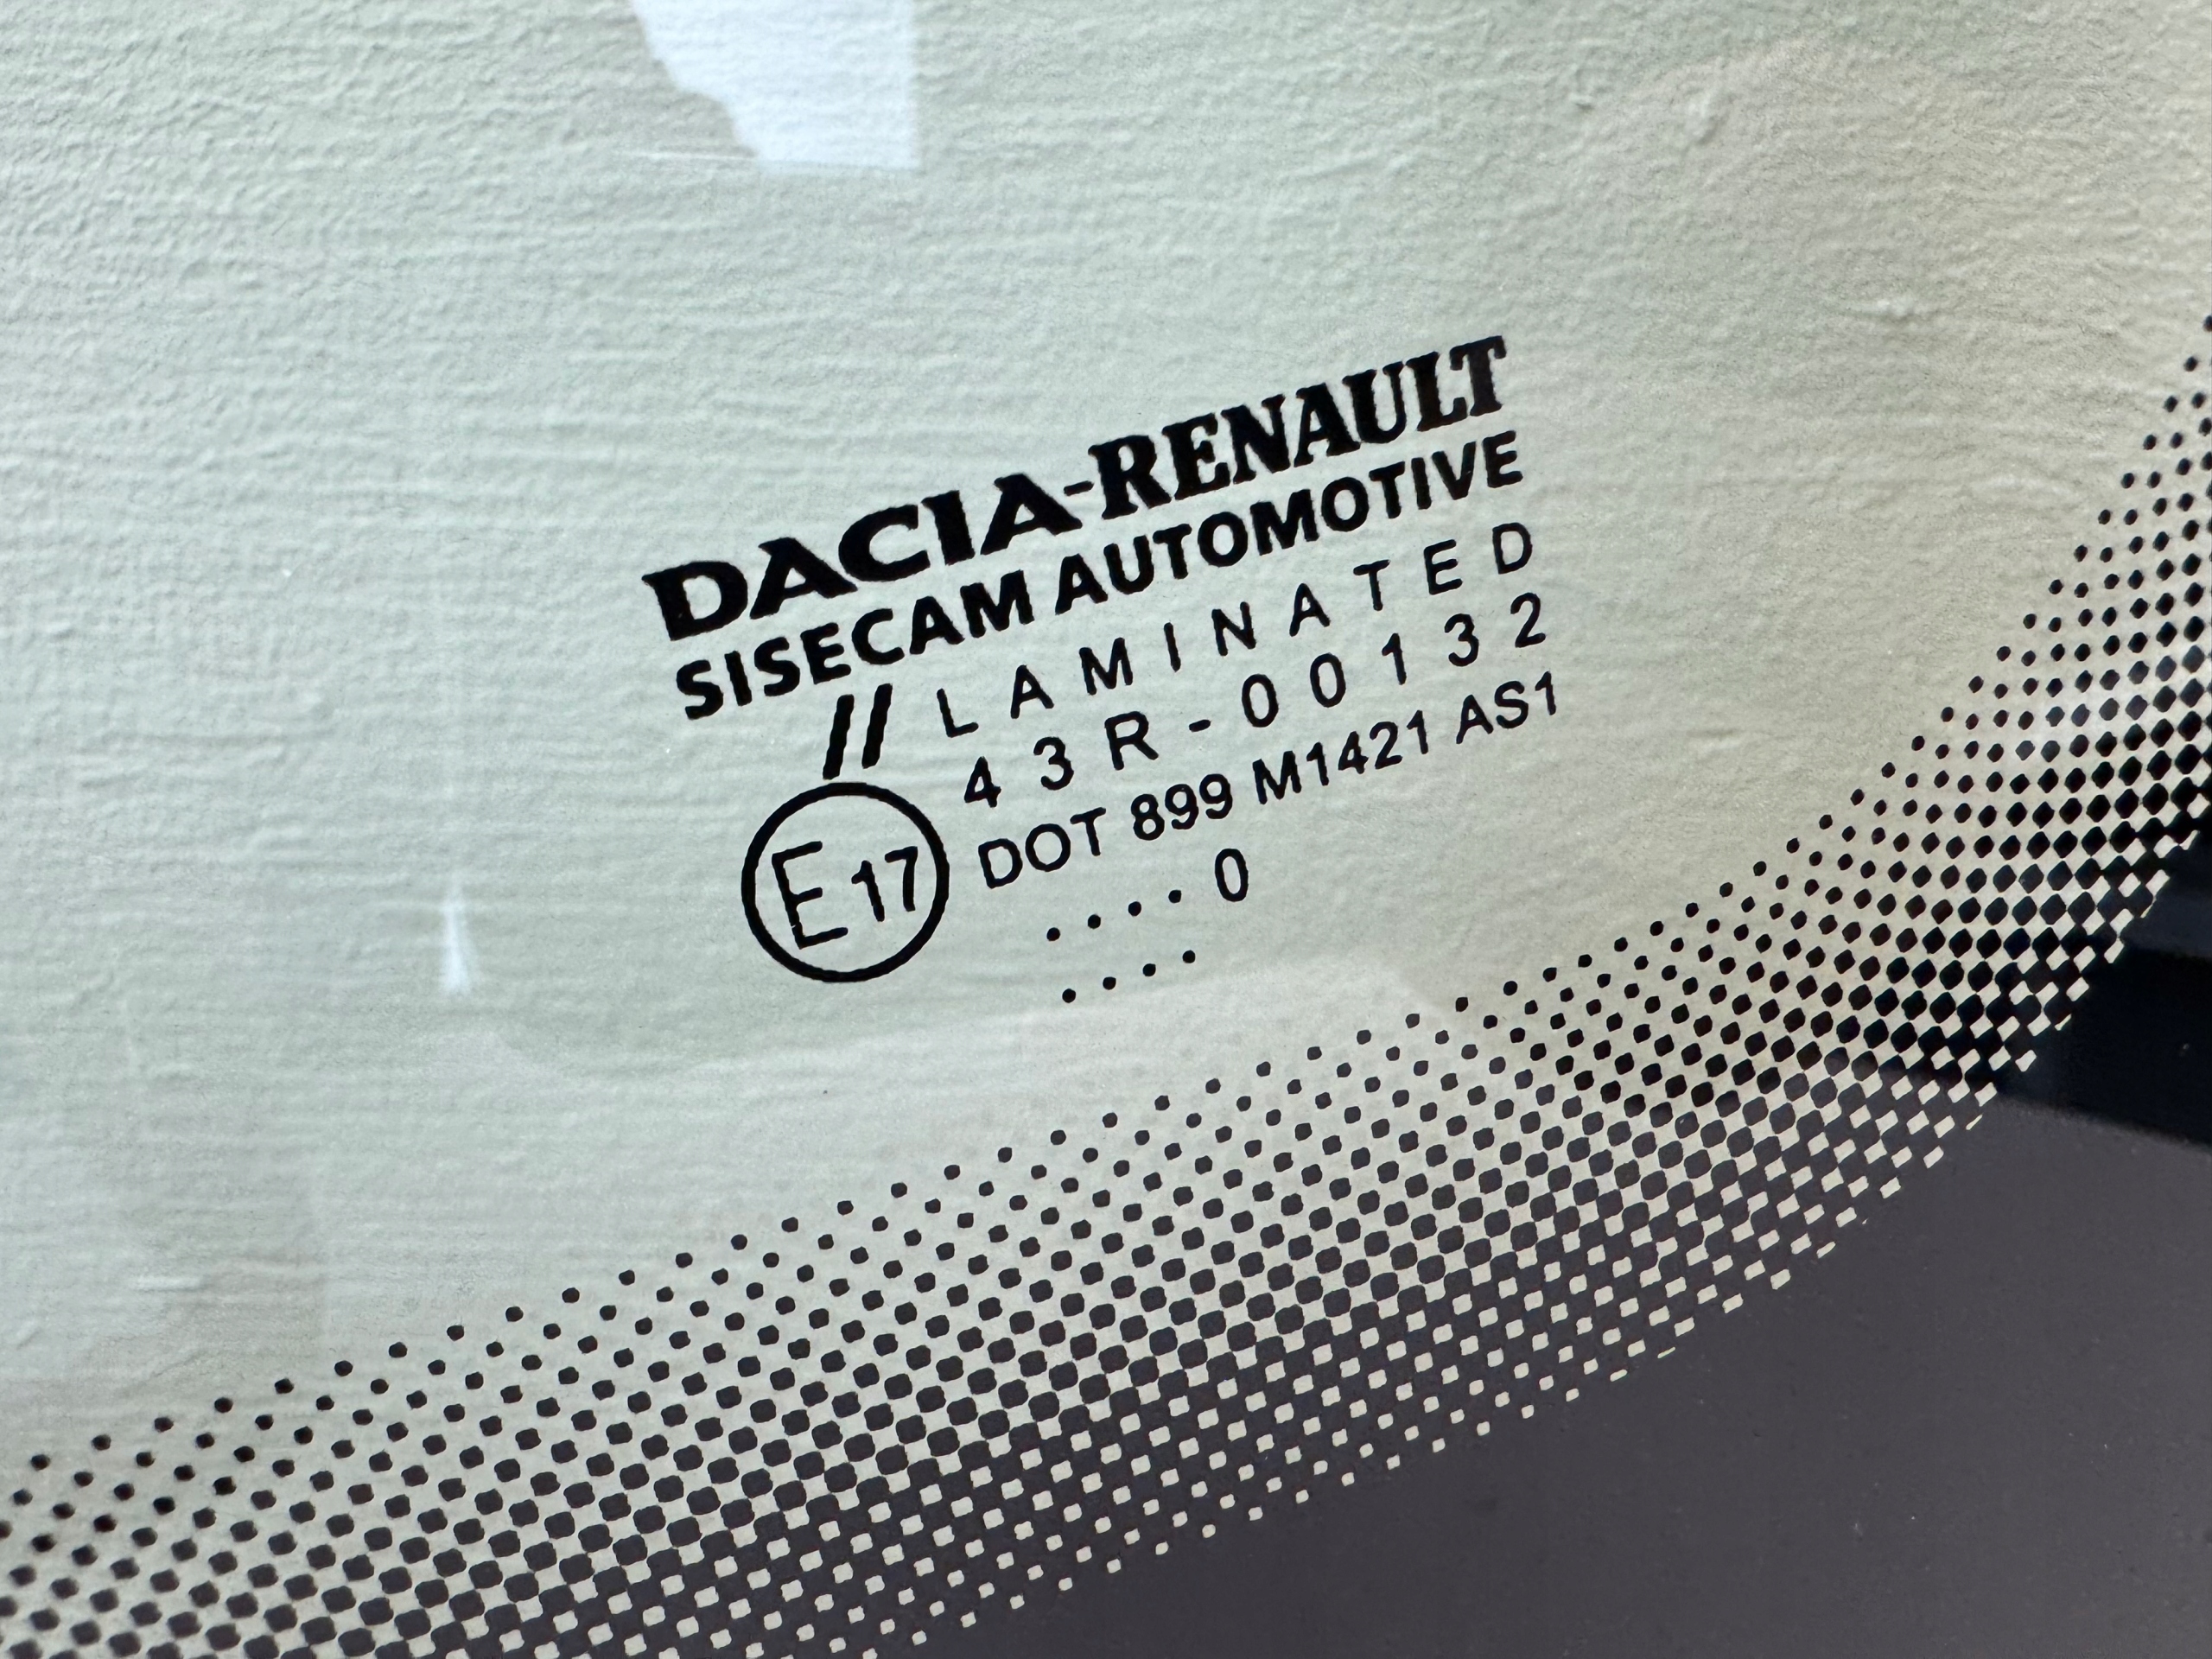 DACIA-RENAULT
SISECAM AUTOMOTIVE
// LAMINATED
43R-00132
E17 DOT 899 M1421 AS1
....0
....